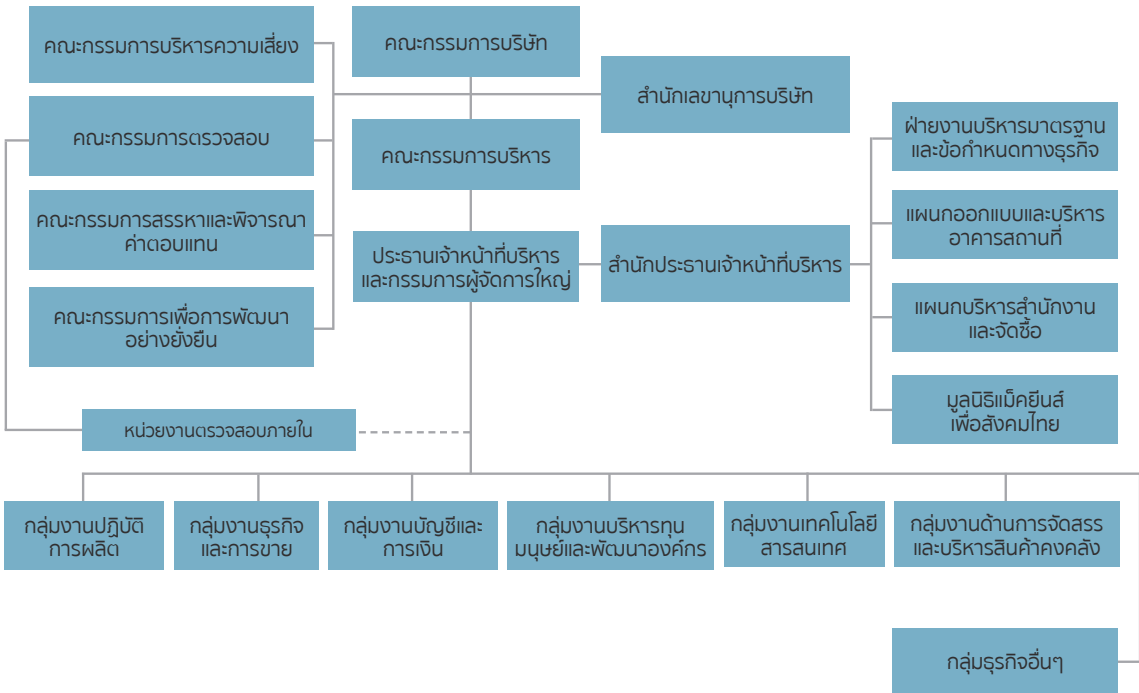 คณะกรรมการบริหารความเสี่ยง
คณะกรรมการบริษัท
สำนักเลขานุการบริษัท
คณะกรรมการตรวจสอบ
คณะกรรมการบริหาร
ฝ่ายงานบริหารมาตรฐาน
และข้อกำหนดทางธุรกิจ
คณะกรรมการสรรหาและพิจารณา
ค่าตอบแทน
ประธานเจ้าหน้าที่บริหาร
และกรรมการผู้จัดการใหญ่
สำนักประธานเจ้าหน้าที่บริหาร
แผนกออกแบบและบริหาร
อาคารสถานที่
คณะกรรมการเพื่อการพัฒนา
อย่างยั่งยืน
แผนกบริหารสำนักงาน
และจัดซื้อ
หน่วยงานตรวจสอบภายใน
มูลนิธิแม็คยีนส์
เพื่อสังคมไทย
กลุ่มงานปฏิบัติ
การผลิต
กลุ่มงานธุรกิจ
และการขาย
กลุ่มงานบัญชีและ
การเงิน
กลุ่มงานบริหารทุน
มนุษย์และพัฒนาองค์กร
กลุ่มงานเทคโนโลยี
สารสนเทศ
กลุ่มงานด้านการจัดสรร
และบริหารสินค้าคงคลัง
กลุ่มธุรกิจอื่นๆ